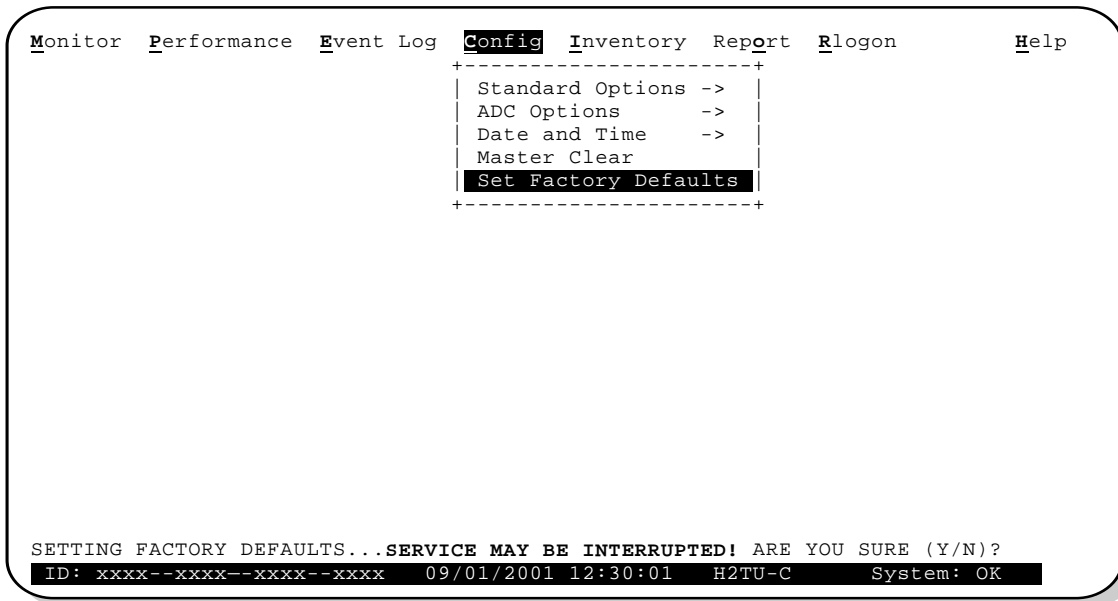 Monitor Performance Event Log Config Inventory Report Rlogon Help
+----------------------+
| Standard Options -> |
| ADC Options -> |
| Date and Time -> |
| Master Clear |
| Set Factory Defaults |
+----------------------+
SETTING FACTORY DEFAULTS...SERVICE MAY BE INTERRUPTED! ARE YOU SURE (Y/N)?
ID: xxxx--xxxx--xxxx--xxxx 09/01/2001 12:30:01 H2TU-C System: OK